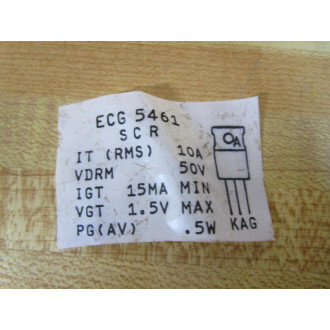 ECG 5461
SCR
IT (RMS) 10A
VDRM 50V
IGT 15MA MIN
VGT 1.5V MAX
PG(AV) .5W
A
KAG